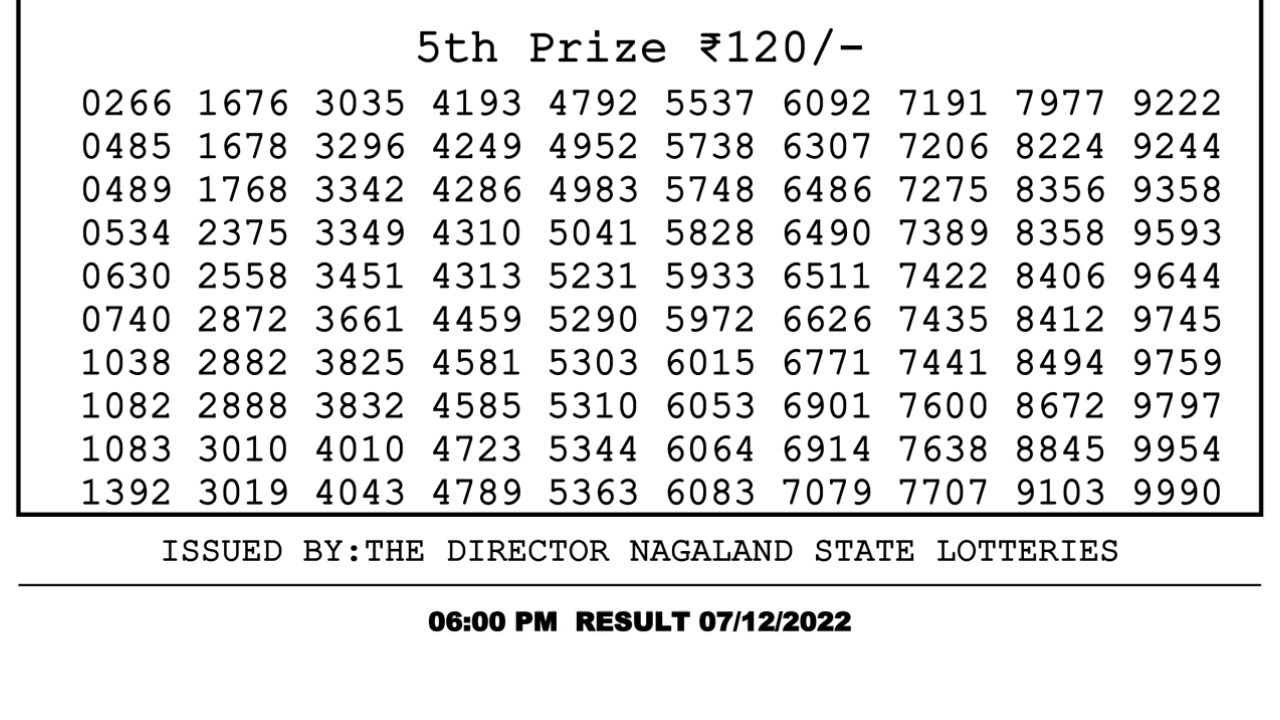 5th Prize ₹120/-
0266 1676 3035 4193 4792 5537 6092 7191 7977 9222
0485 1678 3296 4249 4952 5738 6307 7206 8224 9244
0489 1768 3342 4286 4983 5748 6486 7275 8356 9358
0534 2375 3349 4310 5041 5828 6490 7389 8358 9593
0630 2558 3451 4313 5231 5933 6511 7422 8406 9644
0740 2872 3661 4459 5290 5972 6626 7435 8412 9745
1038 2882 3825 4581 5303 6015 6771 7441 8494 9759
1082 2888 3832 4585 5310 6053 6901 7600 8672 9797
1083 3010 4010 4723 5344 6064 6914 7638 8845 9954
1392 3019 4043 4789 5363 6083 7079 7707 9103 9990
ISSUED BY:THE DIRECTOR NAGALAND STATE LOTTERIES
06:00 PM RESULT 07/12/2022